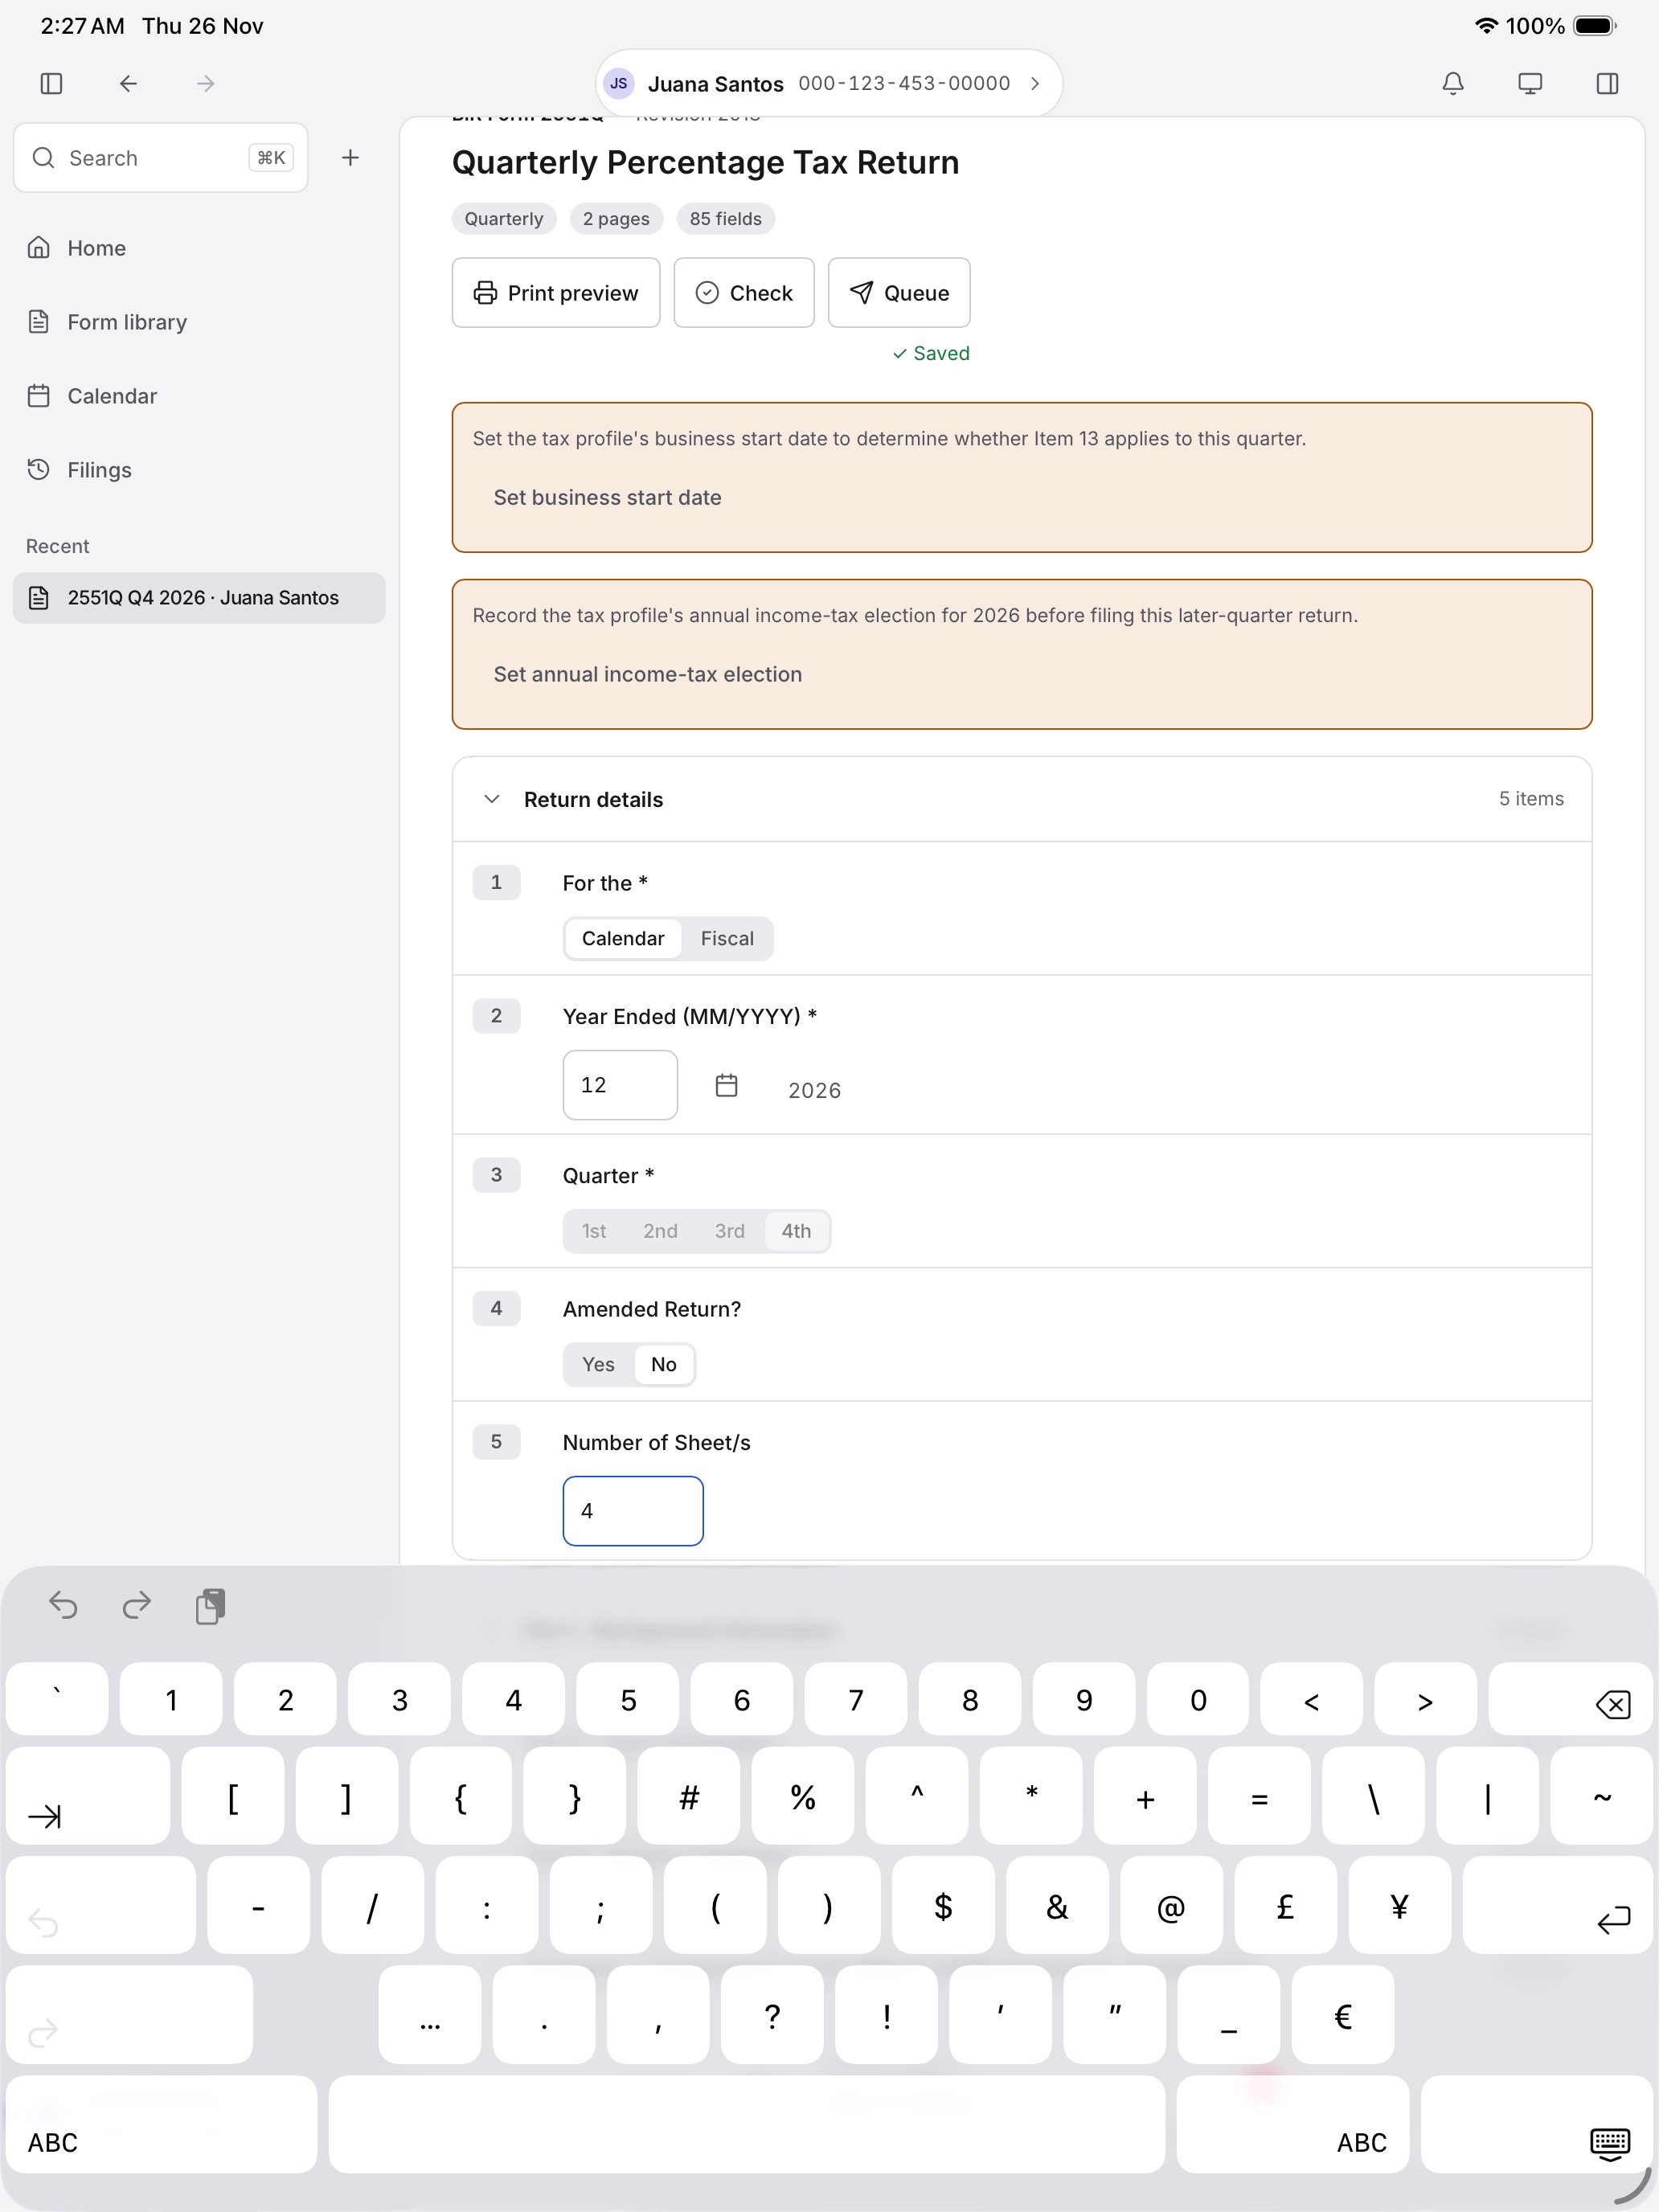 2:27 AM Thu 26 Nov
100%
JS Juana Santos 000-123-453-00000
Search ⌘K
Home
Form library
Calendar
Filings
Recent
2551Q Q4 2026 · Juana Santos
Quarterly Percentage Tax Return
Quarterly 2 pages 85 fields
Print preview Check Queue
Saved
Set the tax profile's business start date to determine whether Item 13 applies to this quarter.
Set business start date
Record the tax profile's annual income-tax election for 2026 before filing this later-quarter return.
Set annual income-tax election
Return details 5 items
1 For the *
Calendar Fiscal
2 Year Ended (MM/YYYY) *
12 2026
3 Quarter *
1st 2nd 3rd 4th
4 Amended Return?
Yes No
5 Number of Sheet/s
4
` 1 2 3 4 5 6 7 8 9 0 < >
[ ] { } # % ^ * + = \ | ~
- / : ; ( ) $ & @ £ ¥
... . , ? ! ' " _ €
ABC ABC